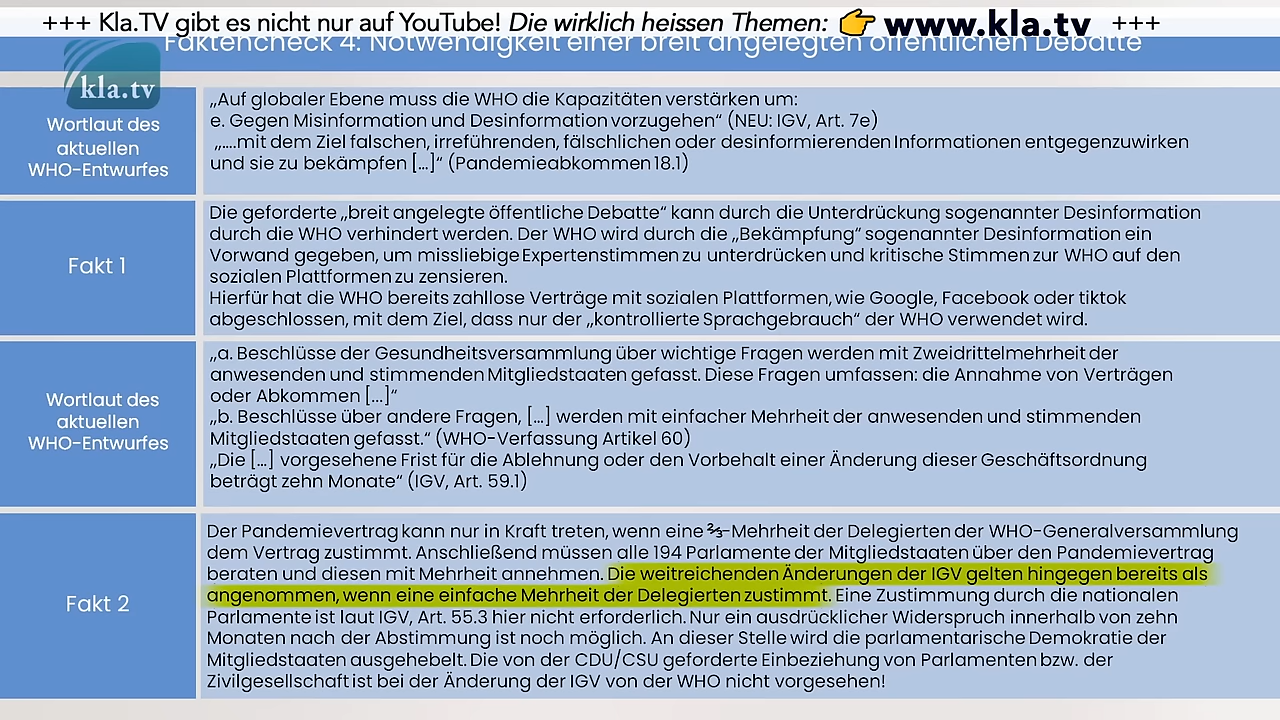 +++ Kla.TV gibt es nicht nur auf YouTube! Die wirklich heissen Themen: 👉 www.kla.tv +++
Faktencheck 4: Notwendigkeit einer breit angelegten öffentlichen Debatte
kla.tv
Wortlaut des
aktuellen
WHO-Entwurfes
„Auf globaler Ebene muss die WHO die Kapazitäten verstärken um:
e. Gegen Misinformation und Desinformation vorzugehen“ (NEU: IGV, Art. 7e)
„....mit dem Ziel falschen, irreführenden, fälschlichen oder desinformierenden Informationen entgegenzuwirken
und sie zu bekämpfen [...]“ (Pandemieabkommen 18.1)
Fakt 1
Die geforderte „breit angelegte öffentliche Debatte“ kann durch die Unterdrückung sogenannter Desinformation
durch die WHO verhindert werden. Der WHO wird durch die „Bekämpfung“ sogenannter Desinformation ein
Vorwand gegeben, um missliebige Expertenstimmen zu unterdrücken und kritische Stimmen zur WHO auf den
sozialen Plattformen zu zensieren.
Hierfür hat die WHO bereits zahllose Verträge mit sozialen Plattformen, wie Google, Facebook oder tiktok
abgeschlossen, mit dem Ziel, dass nur der „kontrollierte Sprachgebrauch“ der WHO verwendet wird.
Wortlaut des
aktuellen
WHO-Entwurfes
„a. Beschlüsse der Gesundheitsversammlung über wichtige Fragen werden mit Zweidrittelmehrheit der
anwesenden und stimmenden Mitgliedstaaten gefasst. Diese Fragen umfassen: die Annahme von Verträgen
oder Abkommen [...]“
„b. Beschlüsse über andere Fragen, [...] werden mit einfacher Mehrheit der anwesenden und stimmenden
Mitgliedstaaten gefasst.“ (WHO-Verfassung Artikel 60)
„Die [...] vorgesehene Frist für die Ablehnung oder den Vorbehalt einer Änderung dieser Geschäftsordnung
beträgt zehn Monate“ (IGV, Art. 59.1)
Fakt 2
Der Pandemievertrag kann nur in Kraft treten, wenn eine ⅔-Mehrheit der Delegierten der WHO-Generalversammlung
dem Vertrag zustimmt. Anschließend müssen alle 194 Parlamente der Mitgliedstaaten über den Pandemievertrag
beraten und diesen mit Mehrheit annehmen. Die weitreichenden Änderungen der IGV gelten hingegen bereits als
angenommen, wenn eine einfache Mehrheit der Delegierten zustimmt. Eine Zustimmung durch die nationalen
Parlamente ist laut IGV, Art. 55.3 hier nicht erforderlich. Nur ein ausdrücklicher Widerspruch innerhalb von zehn
Monaten nach der Abstimmung ist noch möglich. An dieser Stelle wird die parlamentarische Demokratie der
Mitgliedstaaten ausgehebelt. Die von der CDU/CSU geforderte Einbeziehung von Parlamenten bzw. der
Zivilgesellschaft ist bei der Änderung der IGV von der WHO nicht vorgesehen!